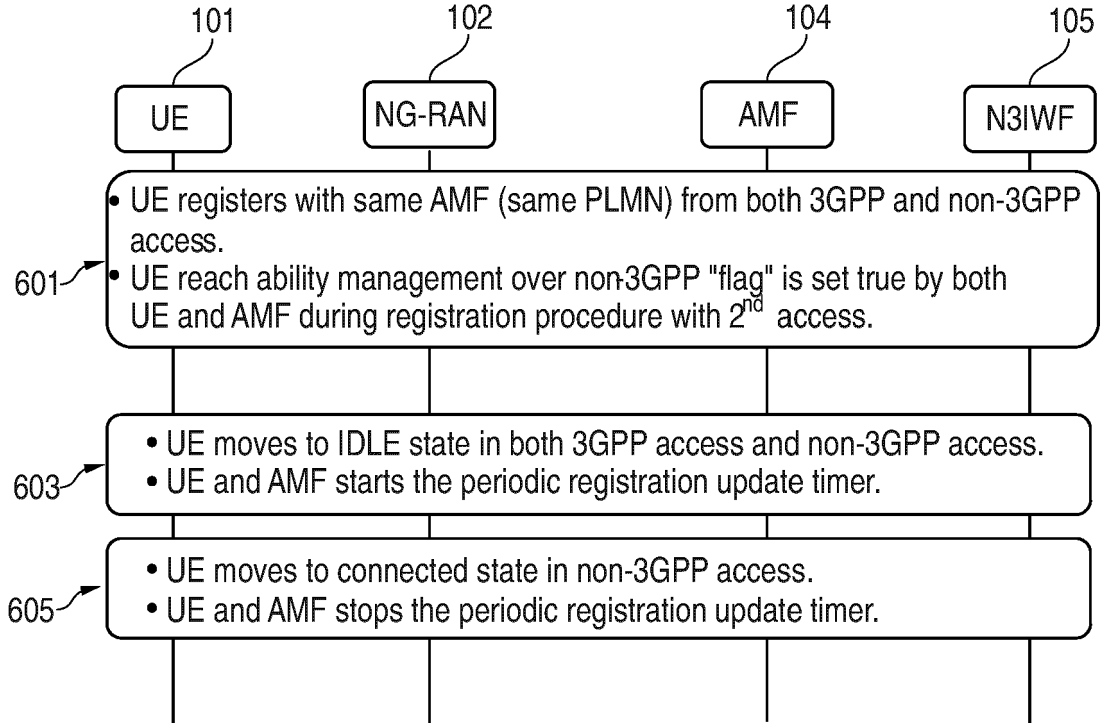 101 102 104 105
UE NG-RAN AMF N3IWF
• UE registers with same AMF (same PLMN) from both 3GPP and non-3GPP
access.
601 • UE reach ability management over non-3GPP "flag" is set true by both
UE and AMF during registration procedure with 2nd access.
• UE moves to IDLE state in both 3GPP access and non-3GPP access.
603 • UE and AMF starts the periodic registration update timer.
• UE moves to connected state in non-3GPP access.
605 • UE and AMF stops the periodic registration update timer.